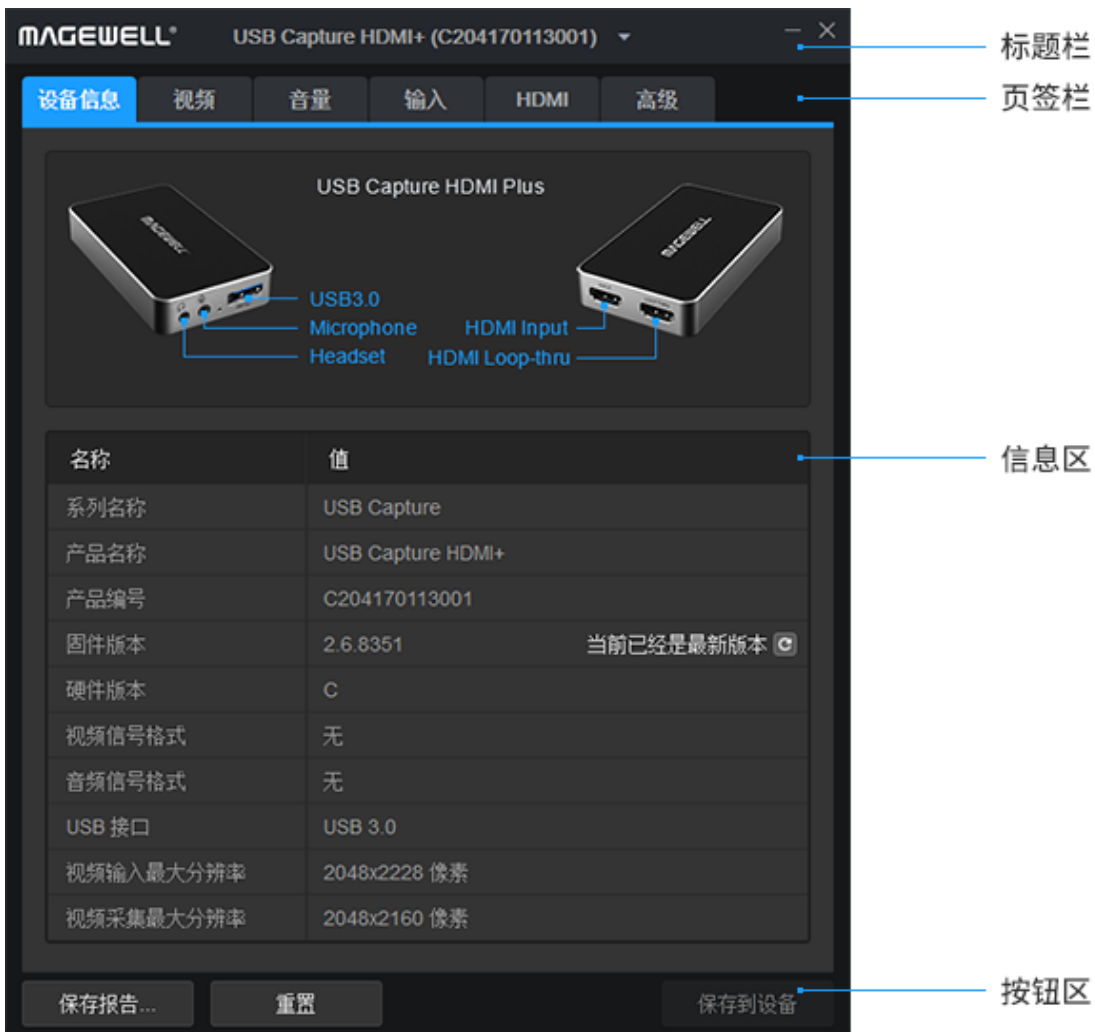 MAGEWELL® USB Capture HDMI+ (C204170113001)
标题栏
设备信息 视频 音量 输入 HDMI 高级
页签栏
USB Capture HDMI Plus
MAGEWELL
MAGEWELL
USB3.0
Microphone
Headset
HDMI Input
HDMI Loop-thru
名称 值
信息区
系列名称 USB Capture
产品名称 USB Capture HDMI+
产品编号 C204170113001
固件版本 2.6.8351 当前已经是最新版本
硬件版本 C
视频信号格式 无
音频信号格式 无
USB 接口 USB 3.0
视频输入最大分辨率 2048x2228 像素
视频采集最大分辨率 2048x2160 像素
保存报告... 重置 保存到设备
按钮区